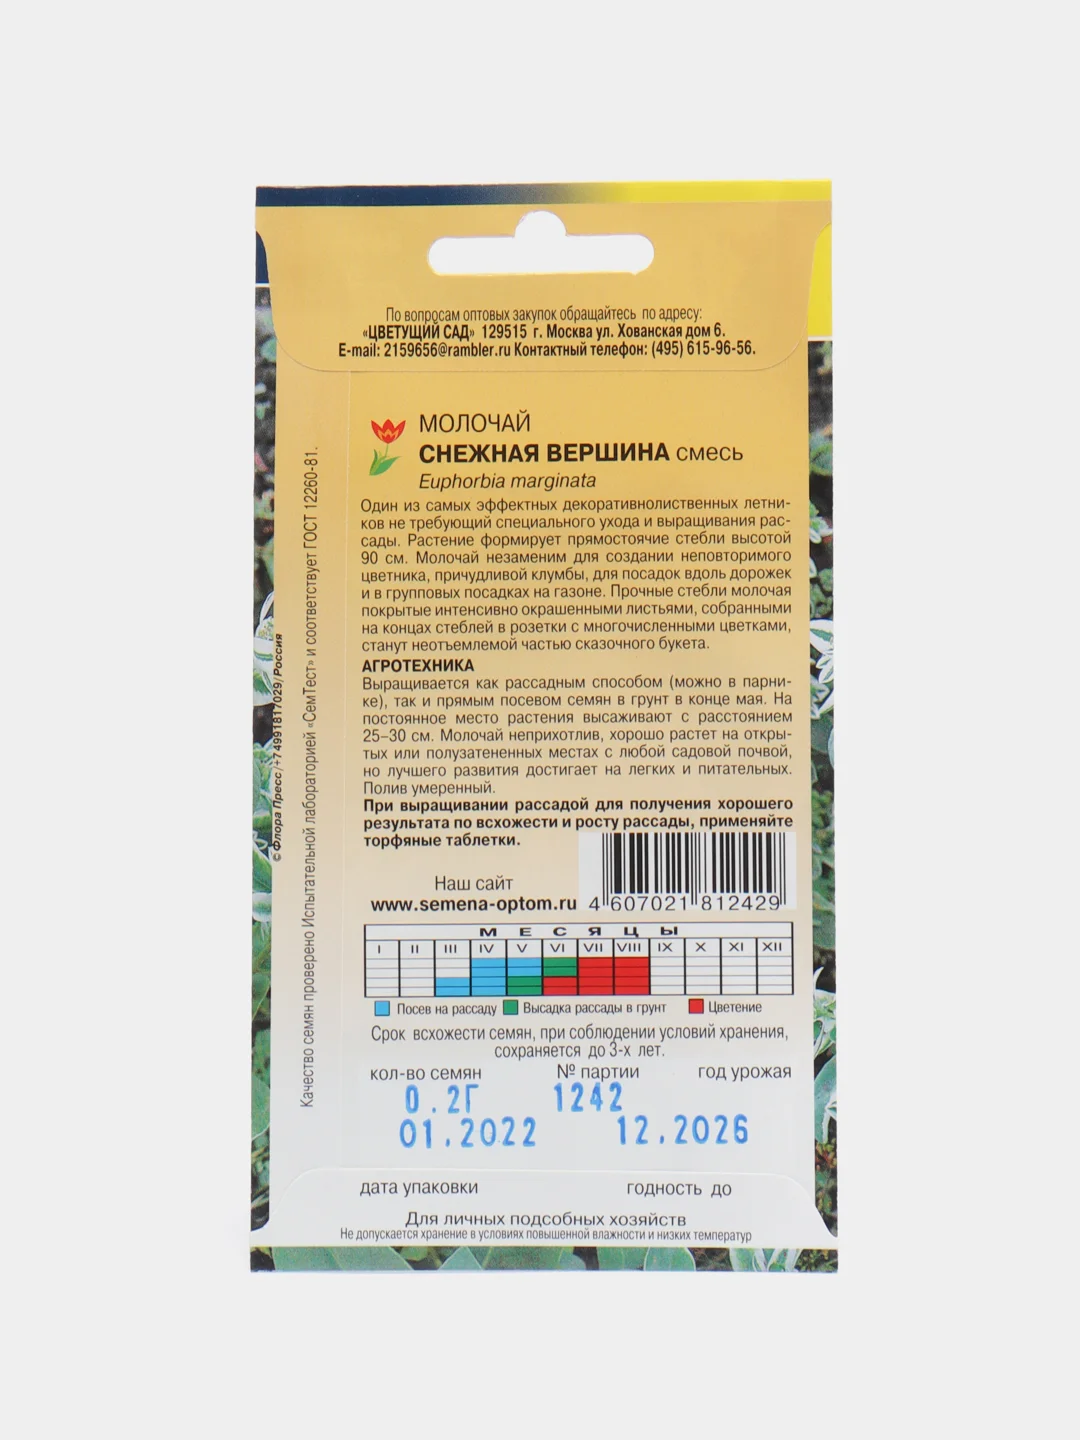 По вопросам оптовых закупок обращайтесь по адресу:
«ЦВЕТУЩИЙ САД» 129515 г. Москва ул. Хованская дом 6.
E-mail: 2159656@rambler.ru Контактный телефон: (495) 615-96-56.
МОЛОЧАЙ
СНЕЖНАЯ ВЕРШИНА смесь
Euphorbia marginata
Один из самых эффектных декоративнолиственных летни-
ков не требующий специального ухода и выращивания рас-
сады. Растение формирует прямостоячие стебли высотой
90 см. Молочай незаменим для создании неповторимого
цветника, причудливой клумбы, для посадок вдоль дорожек
и в групповых посадках на газоне. Прочные стебли молочая
покрытые интенсивно окрашенными листьями, собранными
на концах стеблей в розетки с многочисленными цветками,
станут неотъемлемой частью сказочного букета.
АГРОТЕХНИКА
Выращивается как рассадным способом (можно в парни-
ке), так и прямым посевом семян в грунт в конце мая. На
постоянное место растения высаживают с расстоянием
25–30 см. Молочай неприхотлив, хорошо растет на откры-
тых или полузатененных местах с любой садовой почвой,
но лучшего развития достигает на легких и питательных.
Полив умеренный.
При выращивании рассадой для получения хорошего
результата по всхожести и росту рассады, применяйте
торфяные таблетки.
Наш сайт
www.semena-optom.ru
4 607021 812429
МЕСЯЦЫ
I II III IV V VI VII VIII IX X XI XII
Посев на рассаду Высадка рассады в грунт Цветение
Срок всхожести семян, при соблюдении условий хранения,
сохраняется до 3-х лет.
кол-во семян № партии год урожая
0.2Г 1242
01.2022 12.2026
дата упаковки годность до
Для личных подсобных хозяйств
Не допускается хранение в условиях повышенной влажности и низких температур
Качество семян проверено Испытательной лабораторией «СемТест» и соответствует ГОСТ 12260-81.
© Флора Пресс/+74991817029/Россия